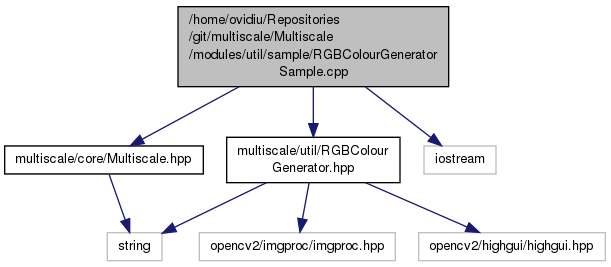 /home/ovidiu/Repositories
/git/multiscale/Multiscale
/modules/util/sample/RGBColourGenerator
Sample.cpp
multiscale/core/Multiscale.hpp
multiscale/util/RGBColour
Generator.hpp
iostream
string
opencv2/imgproc/imgproc.hpp
opencv2/highgui/highgui.hpp